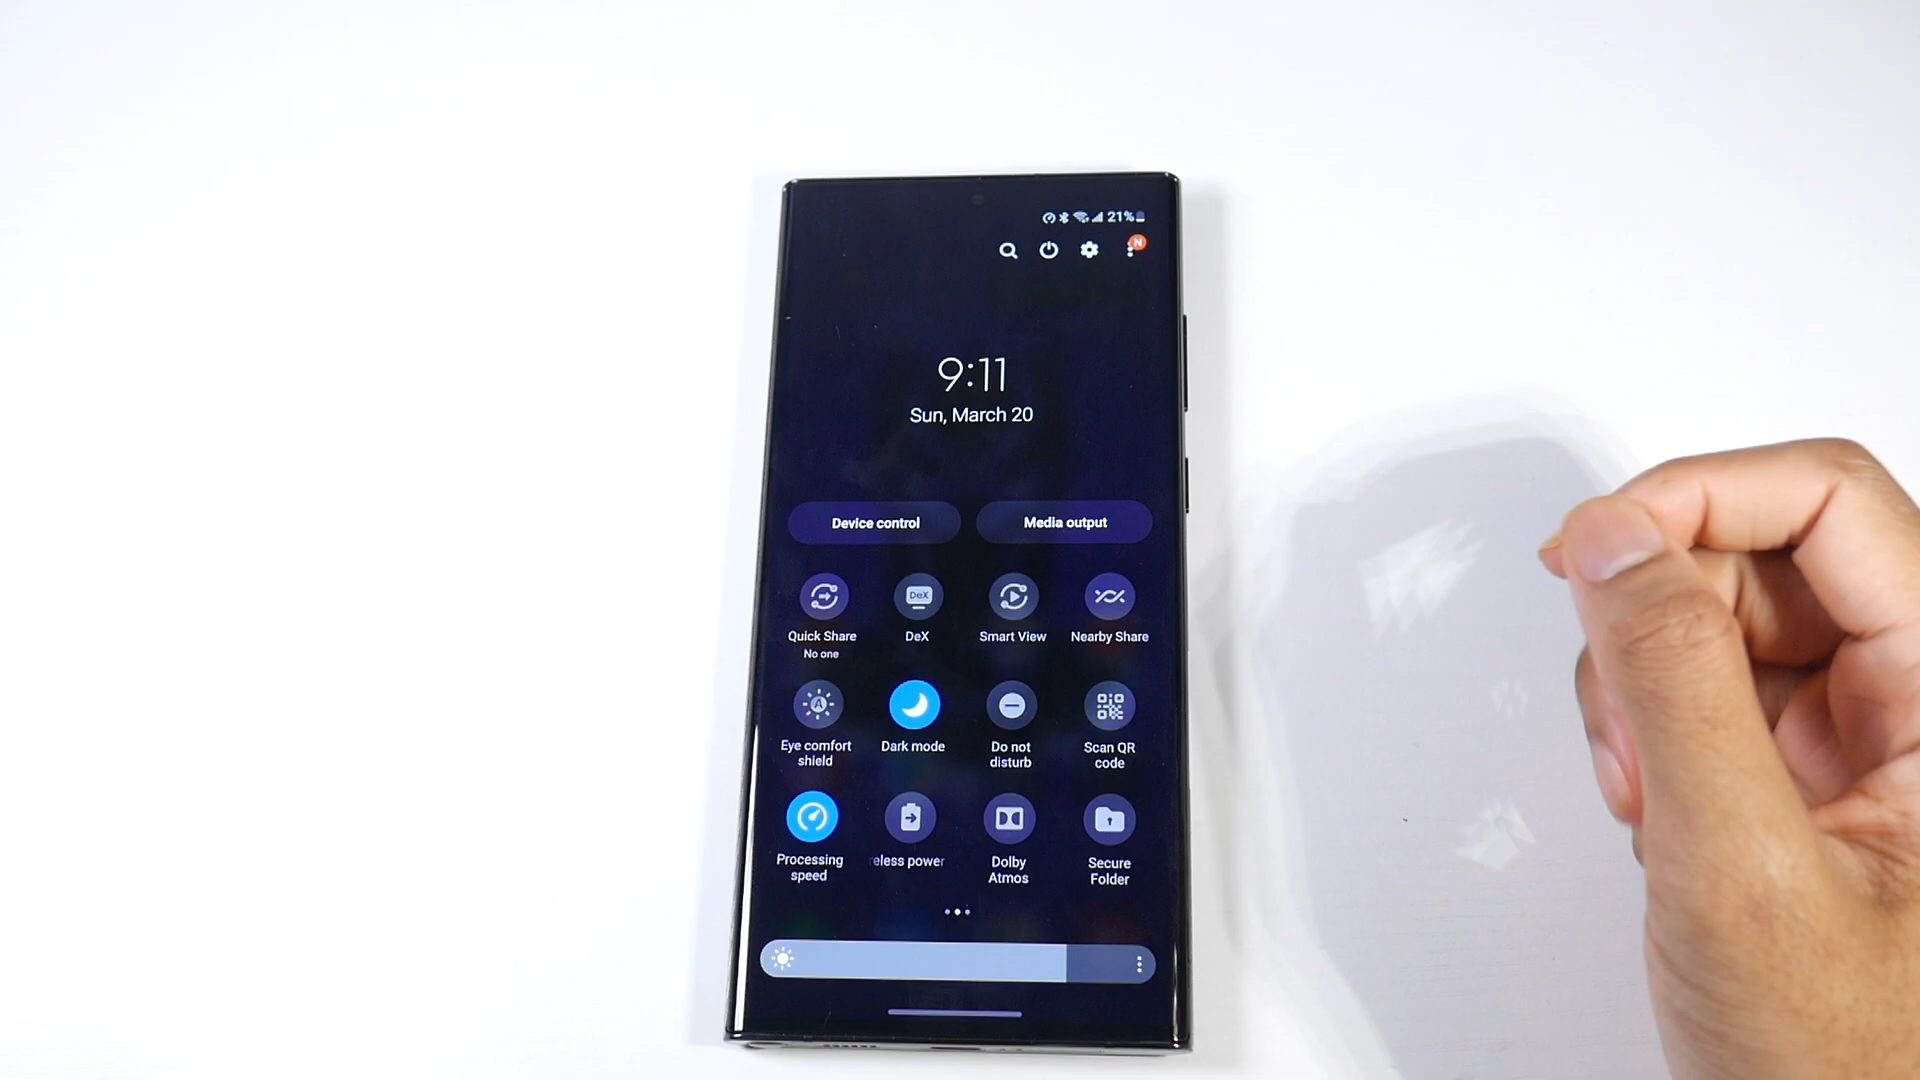 21%
N
9:11
Sun, March 20
Device control
Media output
Quick Share
No one
DeX
DeX
Smart View
Nearby Share
A
Eye comfort
shield
Dark mode
Do not
disturb
Scan QR
code
Processing
speed
eless power
Dolby
Atmos
Secure
Folder